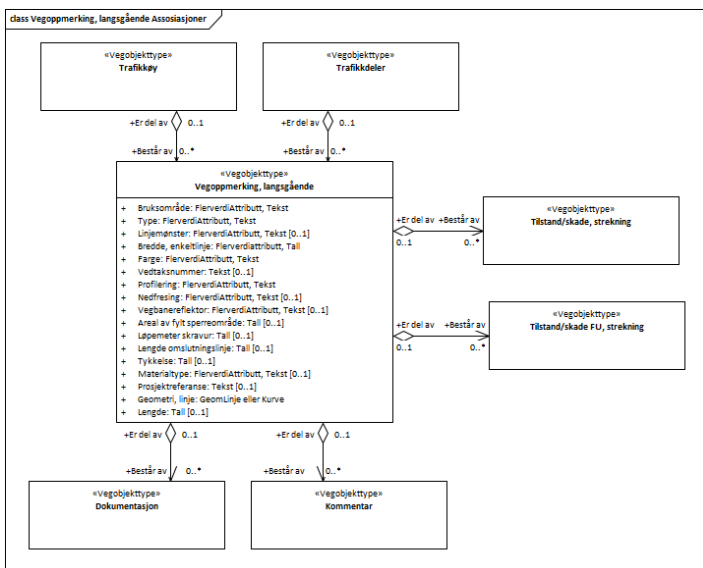 class Vegoppmerking, langsgående Assosiasjoner
«Vegobjekttype»
Trafikkøy
«Vegobjekttype»
Trafikkdeler
+Er del av 0..1
+Består av 0..*
+Er del av 0..1
+Består av 0..*
«Vegobjekttype»
Vegoppmerking, langsgående
+ Bruksområde: FlerverdiAttributt, Tekst
+ Type: FlerverdiAttributt, Tekst
+ Linjemønster: FlerverdiAttributt, Tekst [0..1]
+ Bredde, enkeltlinje: Flerverdiattributt, Tall
+ Farge: FlerverdiAttributt, Tekst
+ Vedtaksnummer: Tekst [0..1]
+ Profilering: FlerverdiAttributt, Tekst
+ Nedfresing: FlerverdiAttributt, Tekst [0..1]
+ Vegbanereflektor: FlerverdiAttributt, Tekst [0..1]
+ Areal av fylt sperreområde: Tall [0..1]
+ Løpemeter skravur: Tall [0..1]
+ Lengde omslutningslinje: Tall [0..1]
+ Tykkelse: Tall [0..1]
+ Materialtype: FlerverdiAttributt, Tekst [0..1]
+ Prosjektreferanse: Tekst [0..1]
+ Geometri, linje: GeomLinje eller Kurve
+ Lengde: Tall [0..1]
+Er del av +Består av
0..1 0..*
«Vegobjekttype»
Tilstand/skade, strekning
+Er del av +Består av
0..1 0..*
«Vegobjekttype»
Tilstand/skade FU, strekning
+Er del av 0..1
+Består av 0..*
+Er del av 0..1
+Består av 0..*
«Vegobjekttype»
Dokumentasjon
«Vegobjekttype»
Kommentar